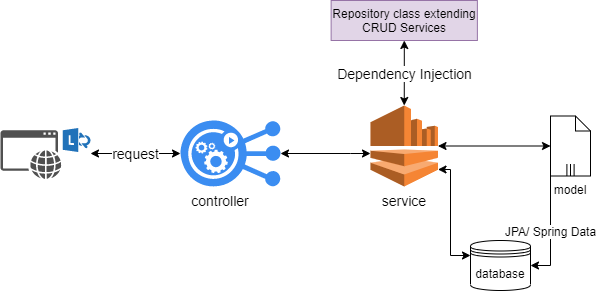 Repository class extending
CRUD Services
Dependency Injection
request
controller
service
model
JPA/ Spring Data
database